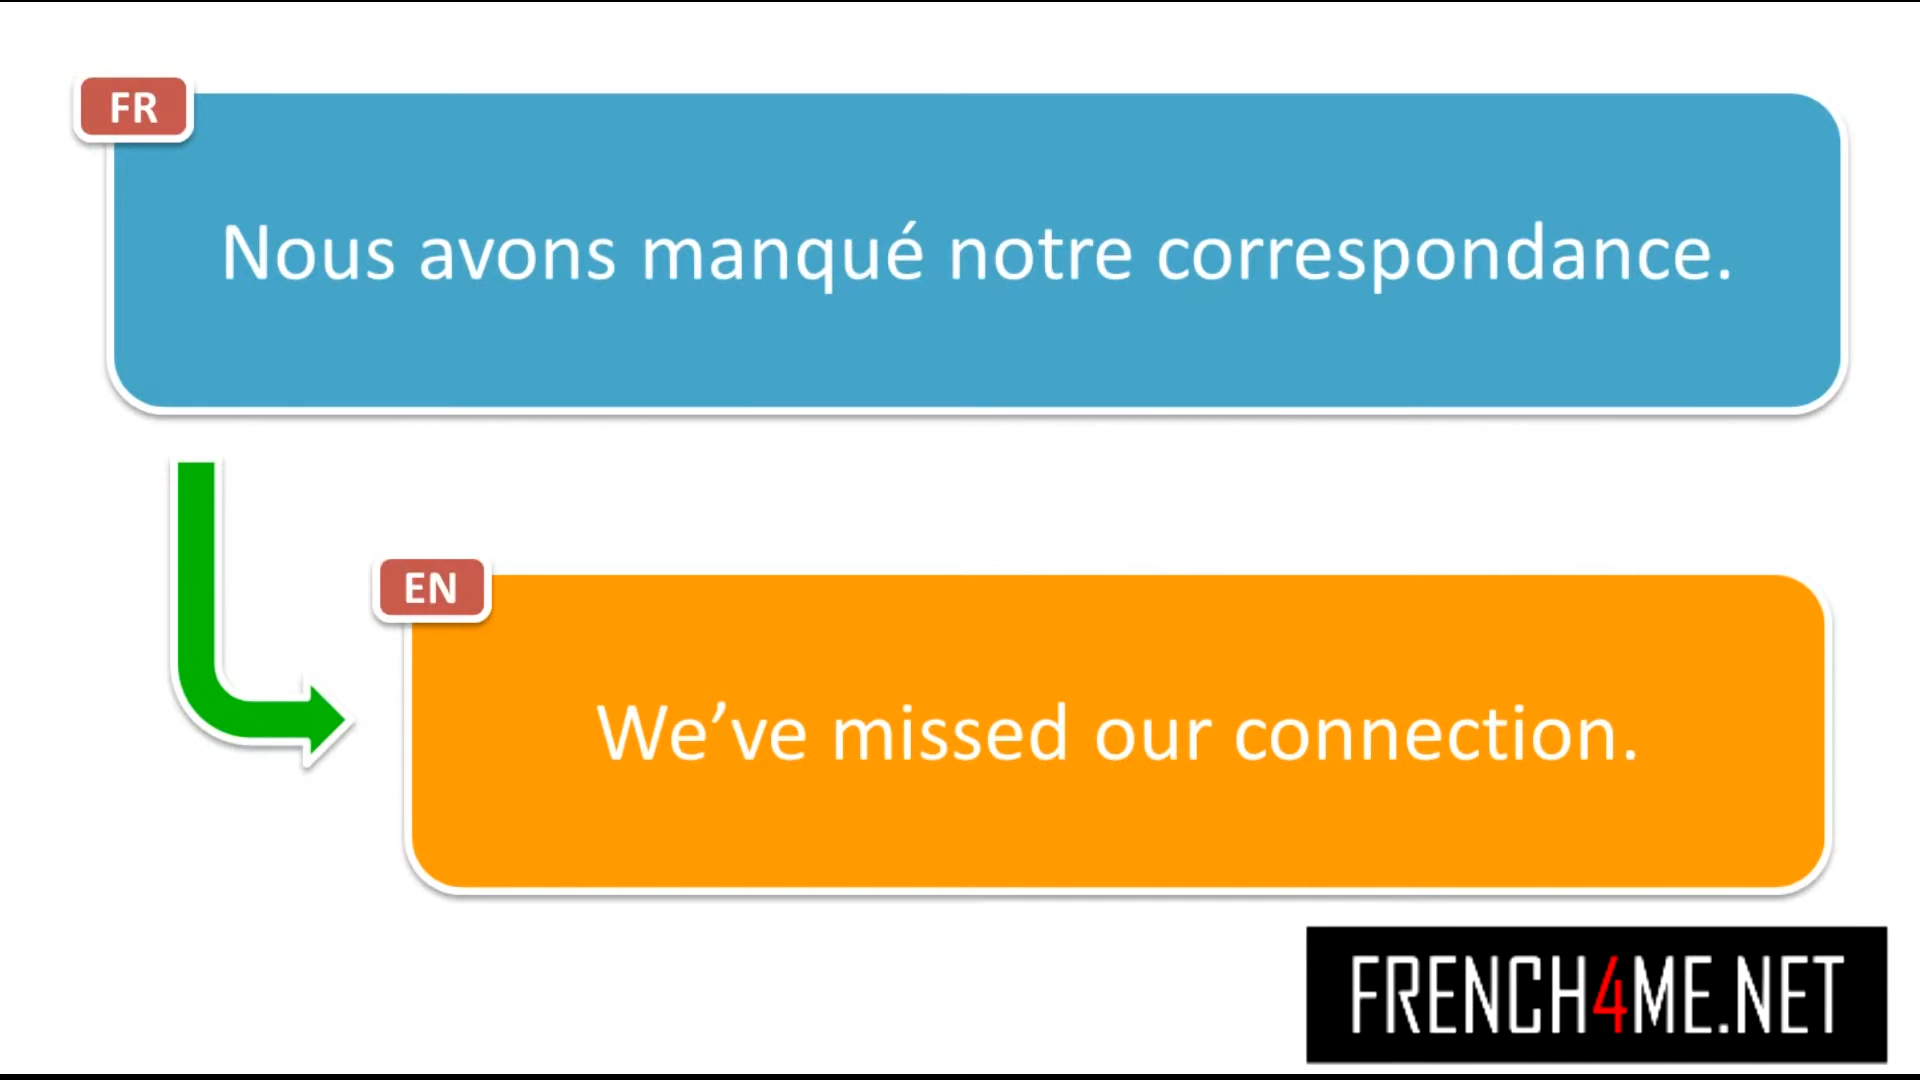 FR
Nous avons manqué notre correspondance.
EN
We’ve missed our connection.
FRENCH4ME.NET